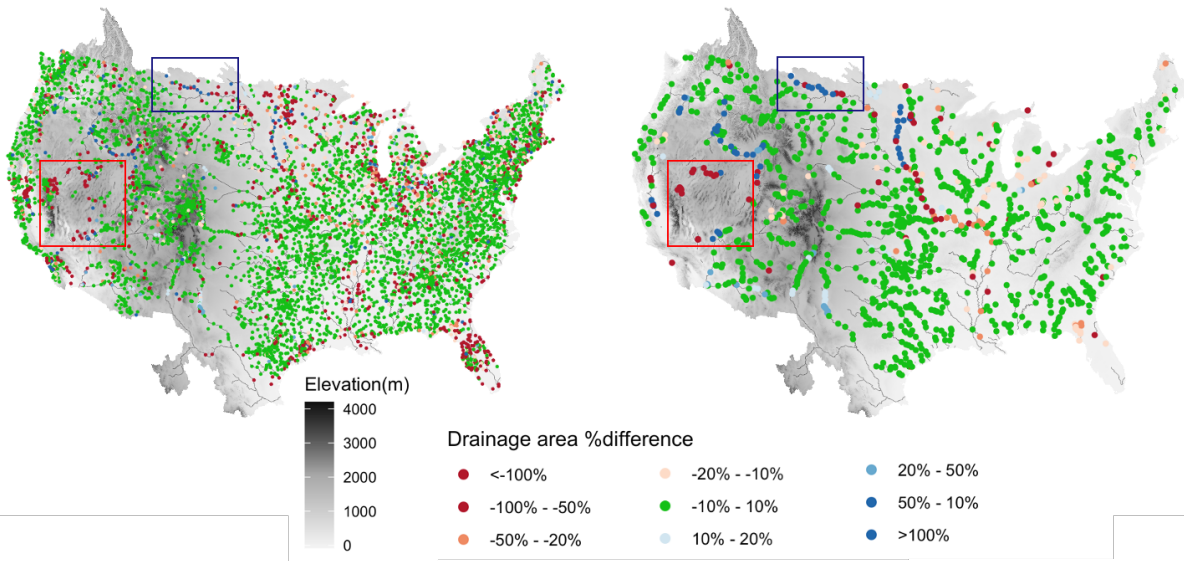 Elevation(m)
4000
3000
2000
1000
0
Drainage area %difference
<-100%
-100% - -50%
-50% - -20%
-20% - -10%
-10% - 10%
10% - 20%
20% - 50%
50% - 10%
>100%